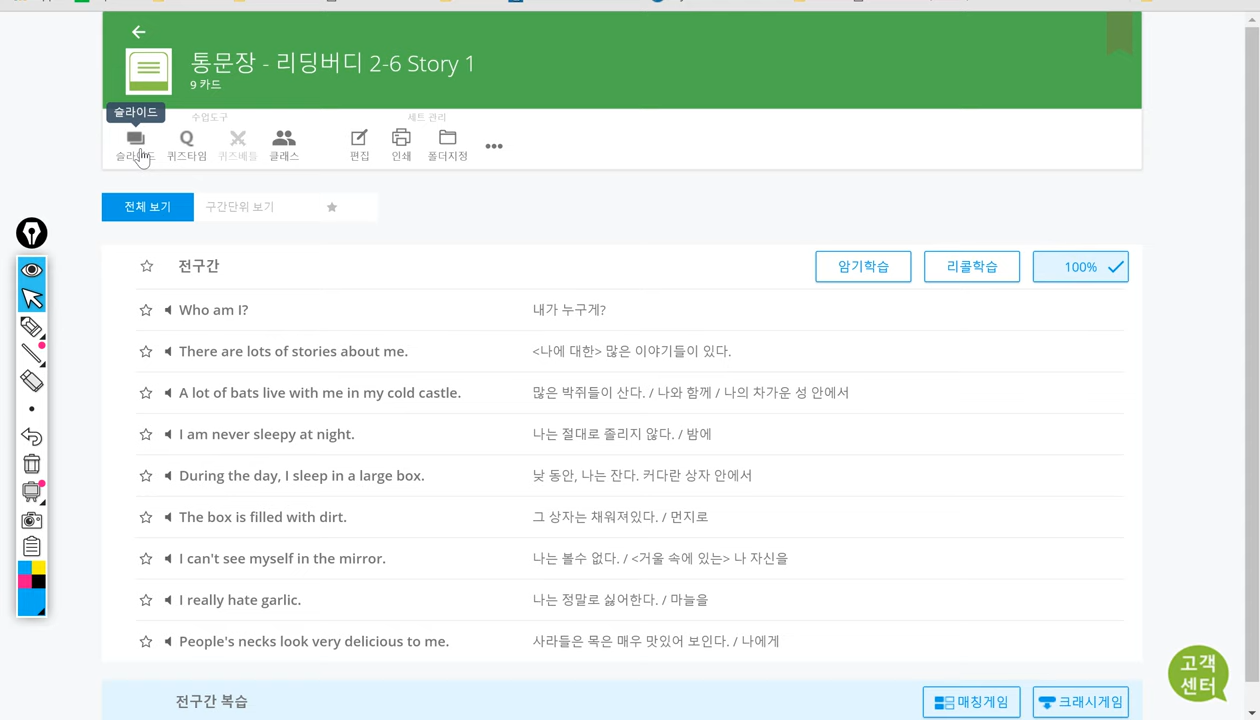 통문장 - 리딩버디 2-6 Story 1
9 카드
슬라이드
수업도구
세트 관리
슬라이드 퀴즈타임 퀴즈배틀 클래스 편집 인쇄 폴더지정
전체 보기 구간단위 보기
전구간 암기학습 리콜학습 100%
Who am I? 내가 누구게?
There are lots of stories about me. <나에 대한> 많은 이야기들이 있다.
A lot of bats live with me in my cold castle. 많은 박쥐들이 산다. / 나와 함께 / 나의 차가운 성 안에서
I am never sleepy at night. 나는 절대로 졸리지 않다. / 밤에
During the day, I sleep in a large box. 낮 동안, 나는 잔다. 커다란 상자 안에서
The box is filled with dirt. 그 상자는 채워져있다. / 먼지로
I can't see myself in the mirror. 나는 볼수 없다. / <거울 속에 있는> 나 자신을
I really hate garlic. 나는 정말로 싫어한다. / 마늘을
People's necks look very delicious to me. 사라들은 목은 매우 맛있어 보인다. / 나에게
고객
센터
전구간 복습 매칭게임 크래시게임